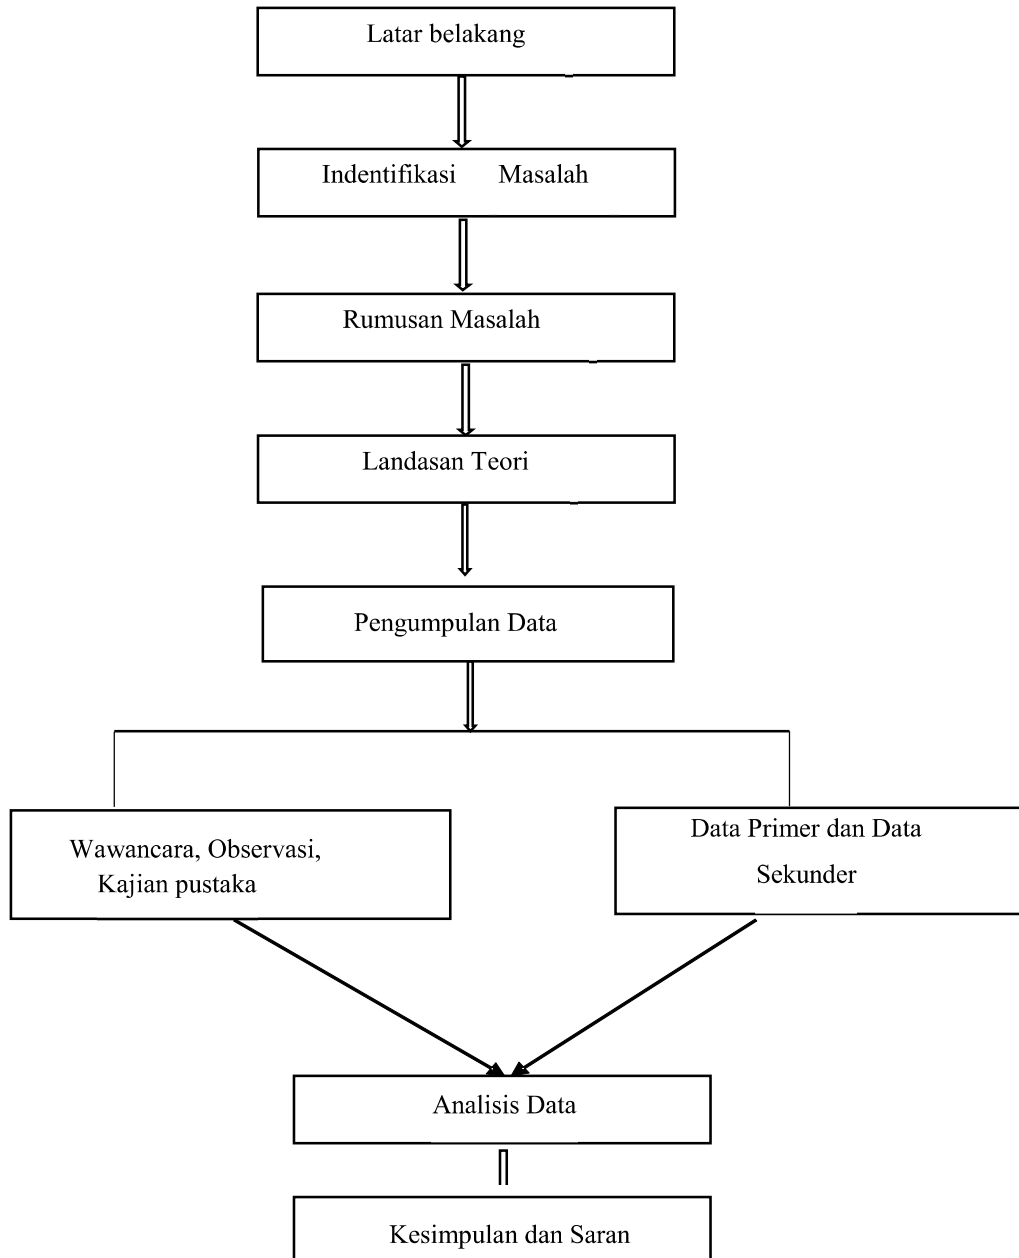 Latar belakang
Indentifikasi Masalah
Rumusan Masalah
Landasan Teori
Pengumpulan Data
Wawancara, Observasi,
Kajian pustaka
Data Primer dan Data
Sekunder
Analisis Data
Kesimpulan dan Saran